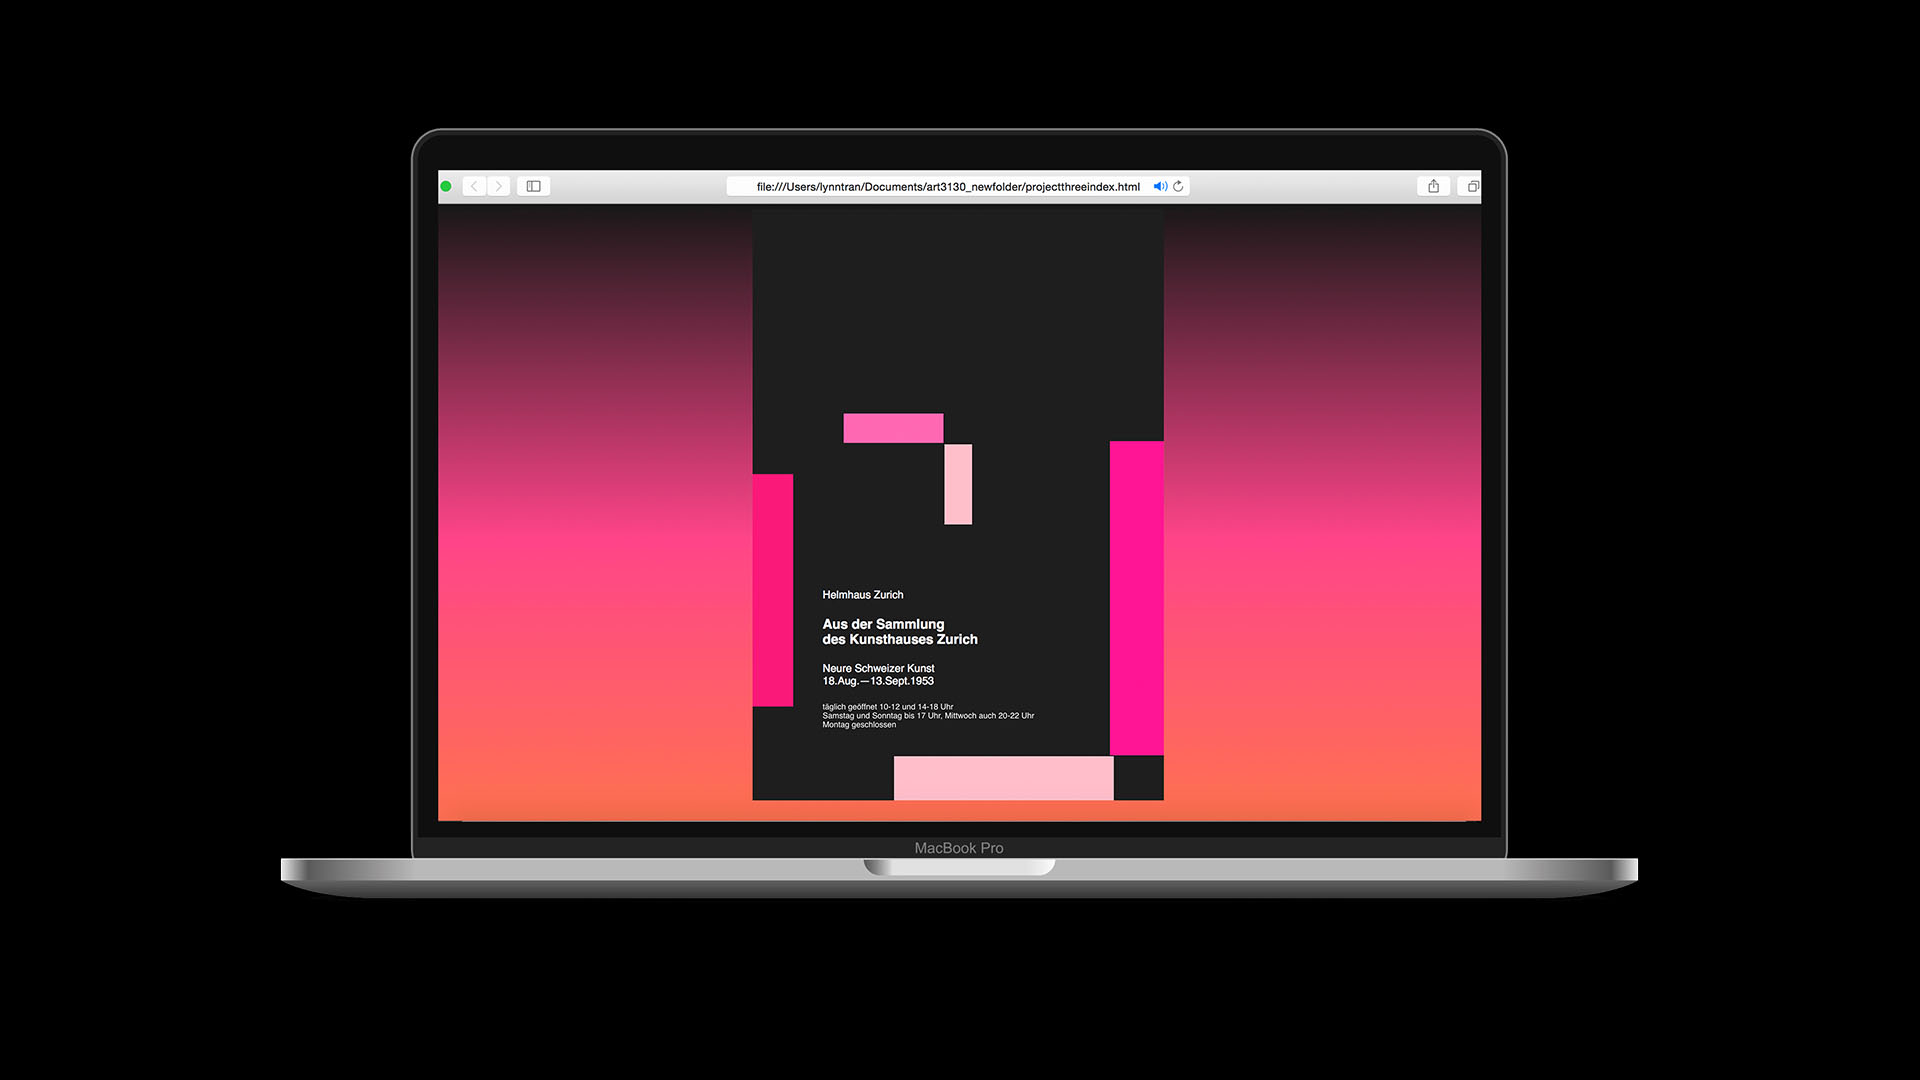 file:///Users/lynntran/Documents/art3130_newfolder/projectthreeindex.html
Helmhaus Zurich
Aus der Sammlung
des Kunsthauses Zurich
Neure Schweizer Kunst
18.Aug.—13.Sept.1953
täglich geöffnet 10-12 und 14-18 Uhr
Samstag und Sonntag bis 17 Uhr, Mittwoch auch 20-22 Uhr
Montag geschlossen
MacBook Pro